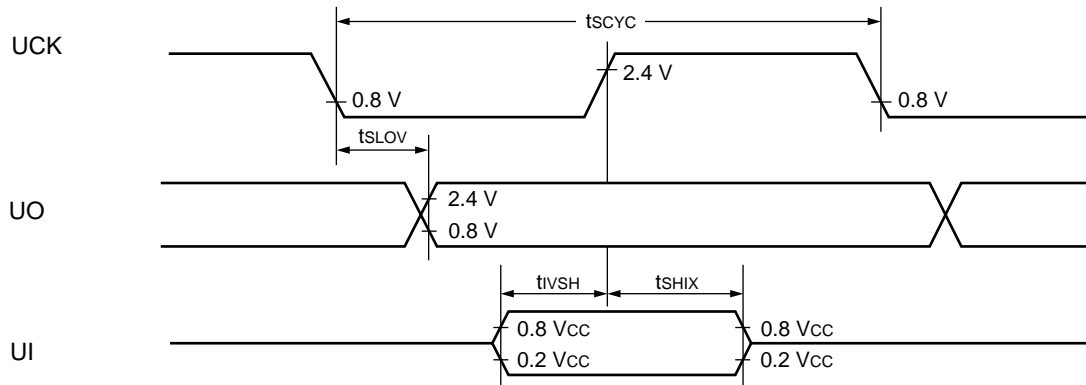 tSCYC
UCK
2.4 V
0.8 V
0.8 V
tSLOV
UO
2.4 V
0.8 V
tIVSH
tSHIX
0.8 VCC
0.8 VCC
UI
0.2 VCC
0.2 VCC